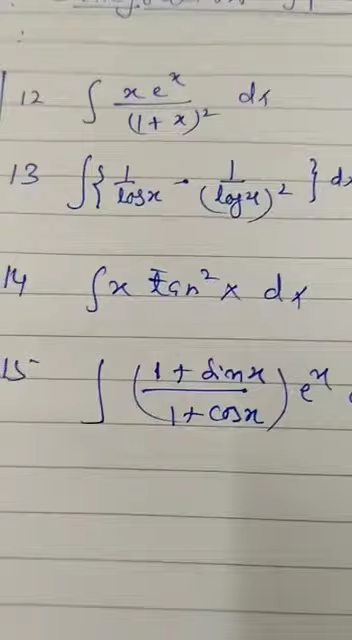 12 ∫ x e^x / (1 + x)^2 dx
13 ∫ { 1/log x - 1/(log x)^2 } dx
14 ∫ x tan^2 x dx
15 ∫ ( 1 + sin x / 1 + cos x ) e^x